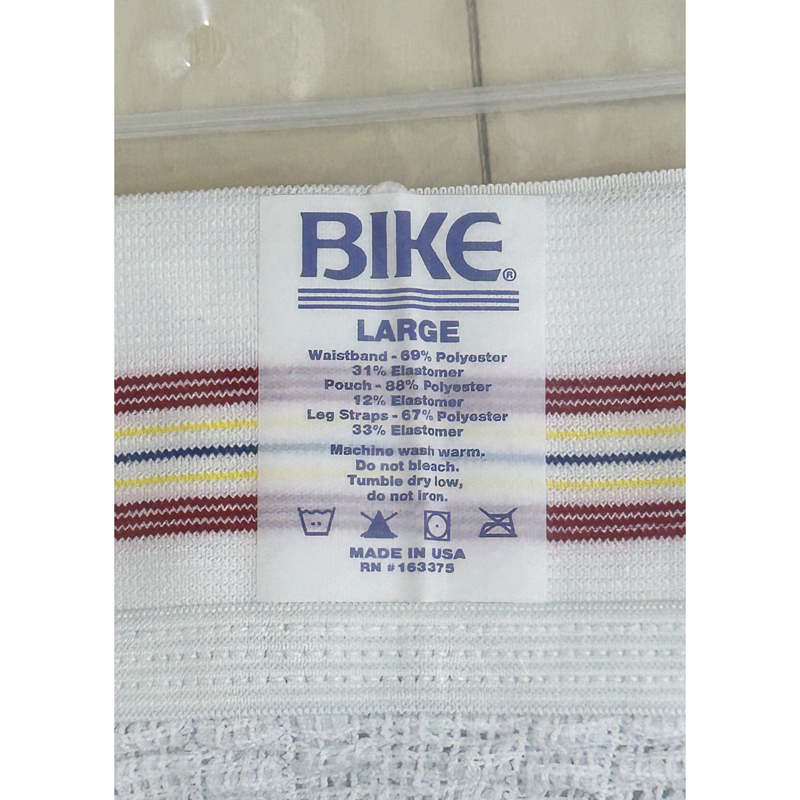 BIKE®
LARGE
Waistband - 69% Polyester
31% Elastomer
Pouch - 88% Polyester
12% Elastomer
Leg Straps - 67% Polyester
33% Elastomer
Machine wash warm.
Do not bleach.
Tumble dry low,
do not iron.
MADE IN USA
RN #163375